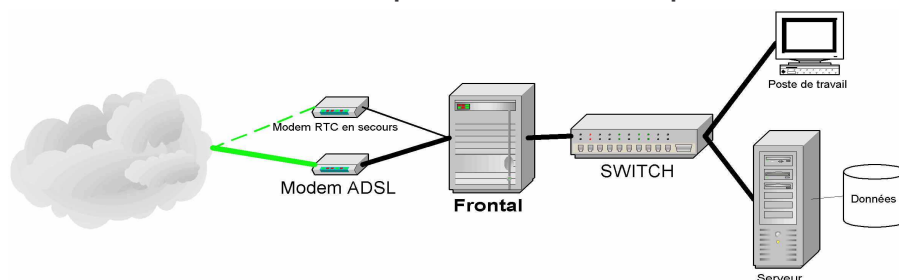 Modem RTC en secours
Modem ADSL
Frontal
SWITCH
Poste de travail
Données
Serveur